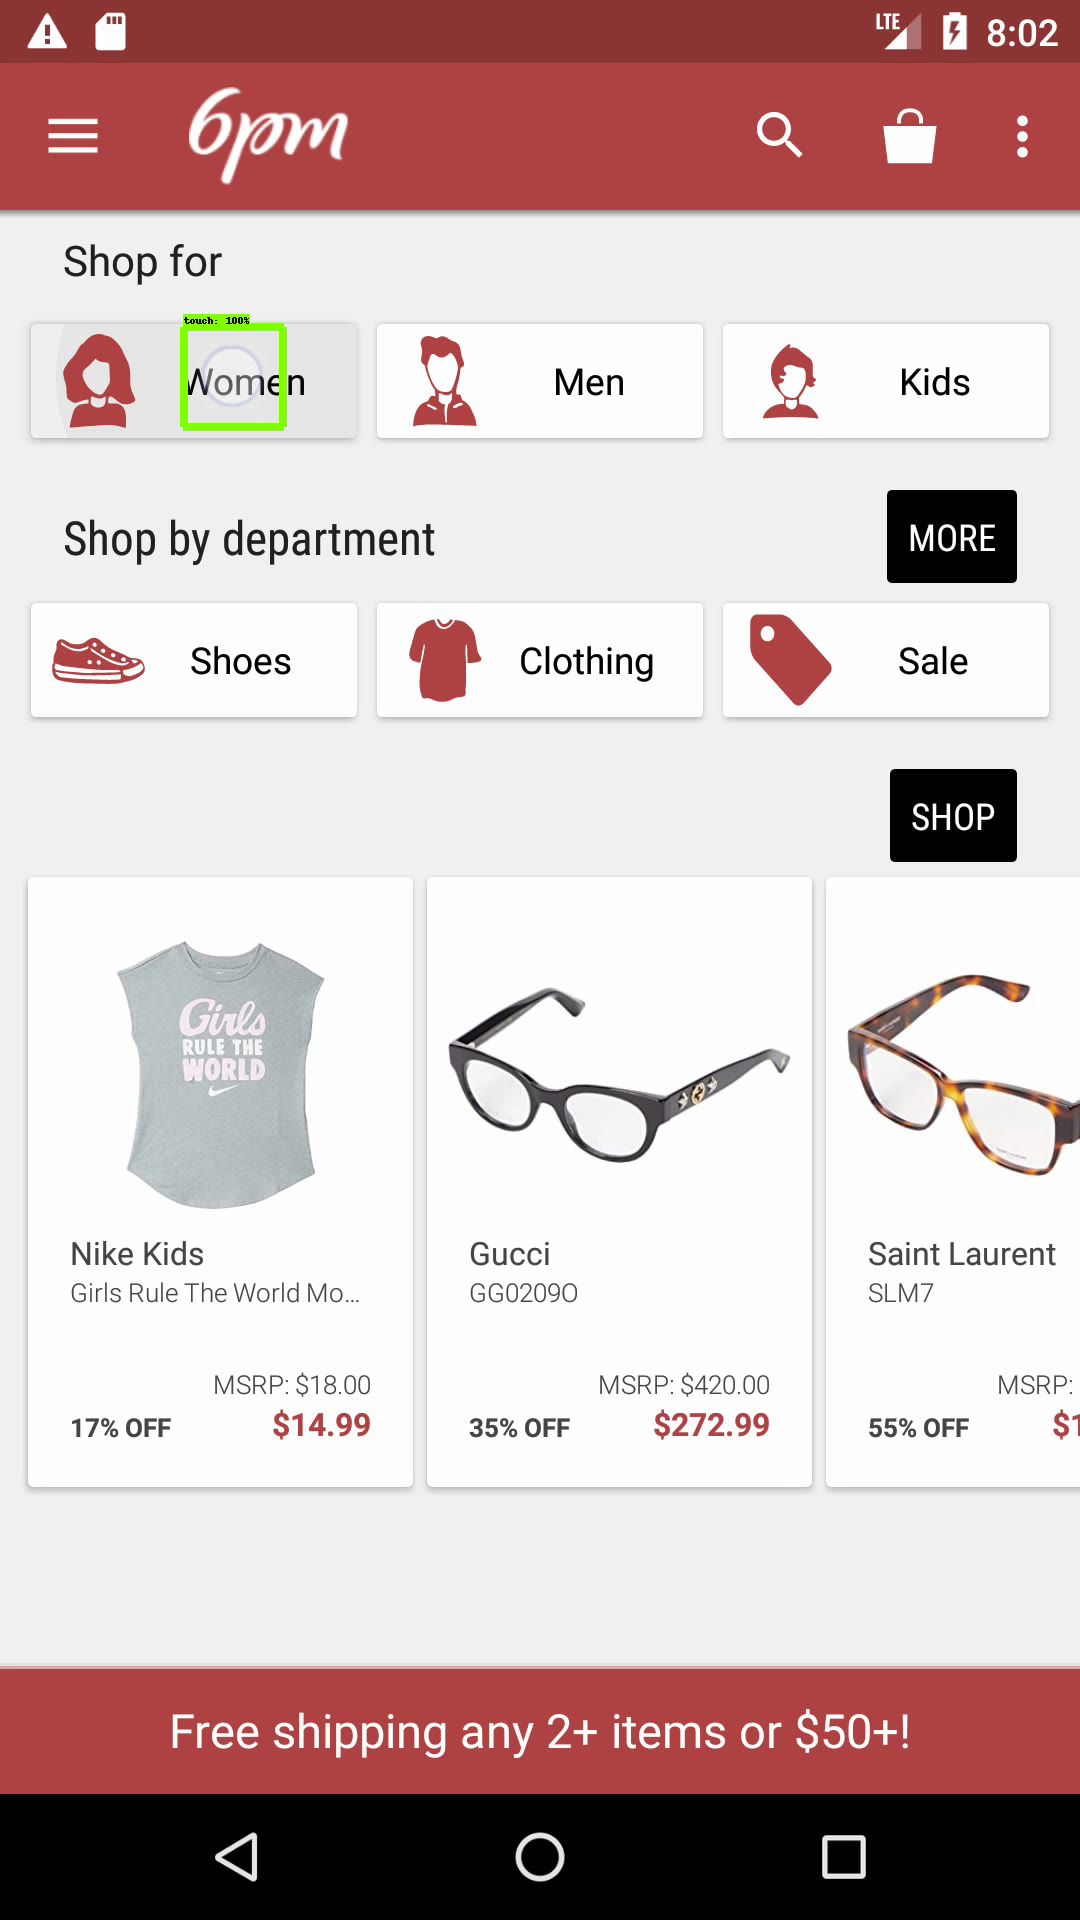 LTE 8:02
6pm
Shop for
touch: 100%
Women Men Kids
Shop by department MORE
Shoes Clothing Sale
SHOP
Girls
RULE THE
WORLD
Nike Kids
Girls Rule The World Mo...
MSRP: $18.00
17% OFF $14.99
Gucci
GG0209O
MSRP: $420.00
35% OFF $272.99
Saint Laurent
SLM7
MSRP:
55% OFF $1
Free shipping any 2+ items or $50+!